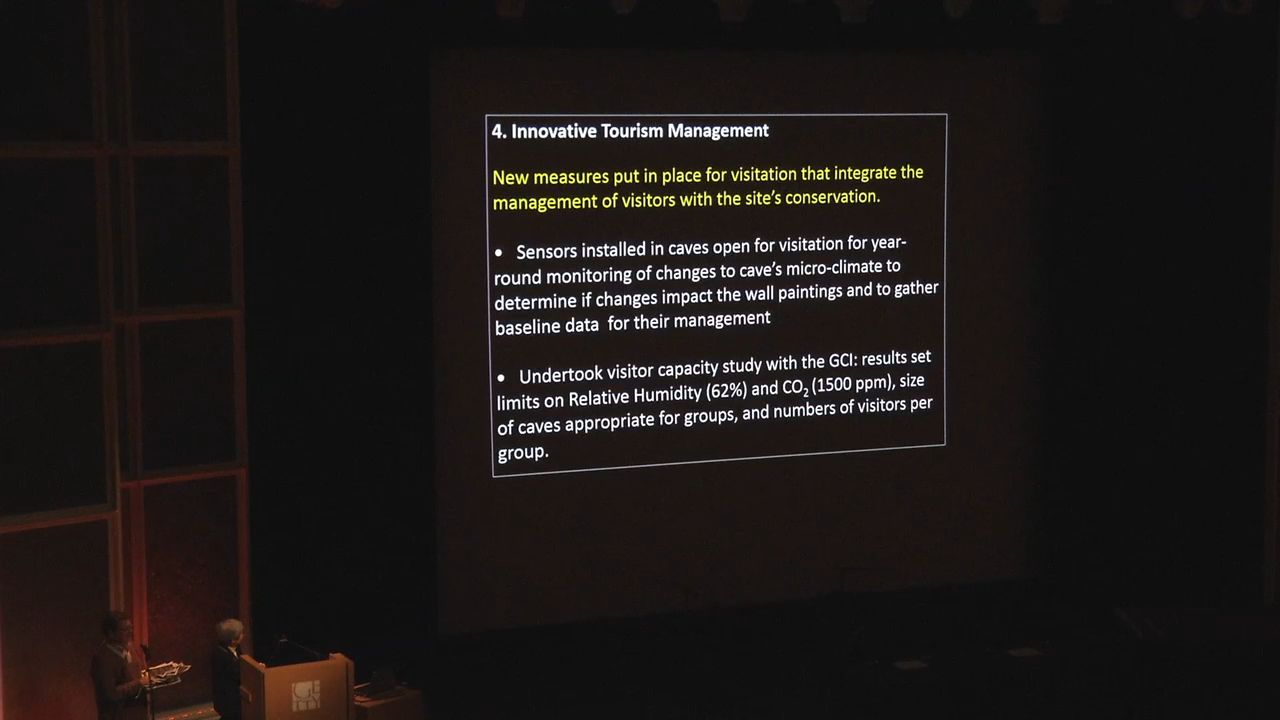 4. Innovative Tourism Management
New measures put in place for visitation that integrate the
management of visitors with the site's conservation.
• Sensors installed in caves open for visitation for year-
round monitoring of changes to cave's micro-climate to
determine if changes impact the wall paintings and to gather
baseline data for their management
• Undertook visitor capacity study with the GCI: results set
limits on Relative Humidity (62%) and CO₂ (1500 ppm), size
of caves appropriate for groups, and numbers of visitors per
group.
GE
TTY